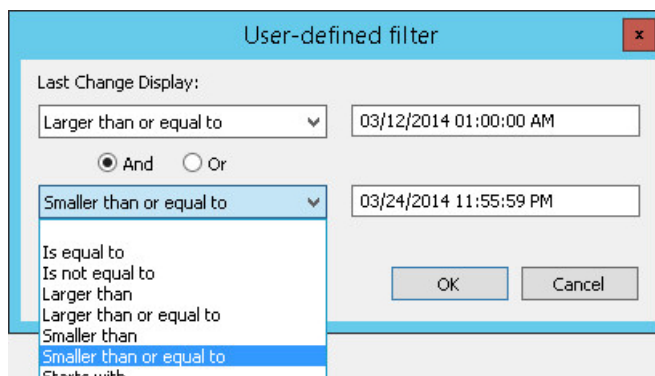 User-defined filter
x
Last Change Display:
Larger than or equal to 03/12/2014 01:00:00 AM
And Or
Smaller than or equal to 03/24/2014 11:55:59 PM
Is equal to
Is not equal to
Larger than OK Cancel
Larger than or equal to
Smaller than
Smaller than or equal to
Starts with